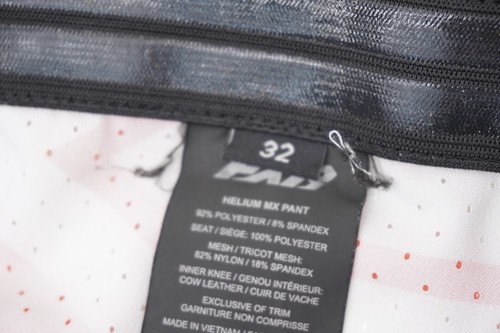 32
HELIUM MX PANT
92% POLYESTER / 8% SPANDEX
SEAT / SIÈGE: 100% POLYESTER
MESH / TRICOT MESH:
82% NYLON / 18% SPANDEX
INNER KNEE / GENOU INTÉRIEUR:
COW LEATHER / CUIR DE VACHE
EXCLUSIVE OF TRIM
GARNITURE NON COMPRISE
MADE IN VIETNAM